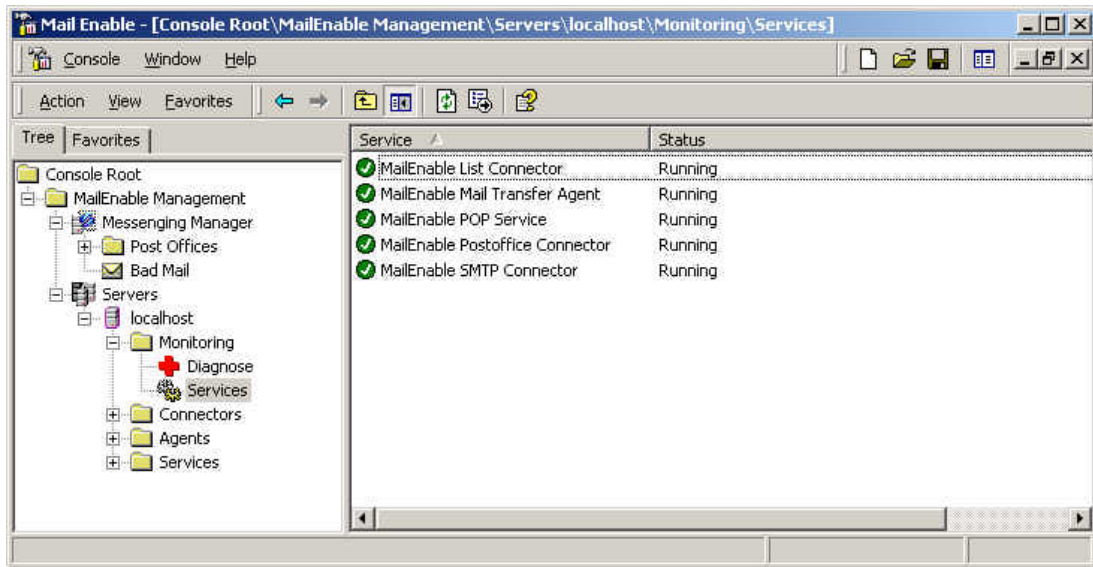 Mail Enable - [Console Root\MailEnable Management\Servers\localhost\Monitoring\Services]
Console Window Help
Action View Favorites
Tree Favorites
Console Root
MailEnable Management
Messenging Manager
Post Offices
Bad Mail
Servers
localhost
Monitoring
Diagnose
Services
Connectors
Agents
Services
Service Status
MailEnable List Connector Running
MailEnable Mail Transfer Agent Running
MailEnable POP Service Running
MailEnable Postoffice Connector Running
MailEnable SMTP Connector Running